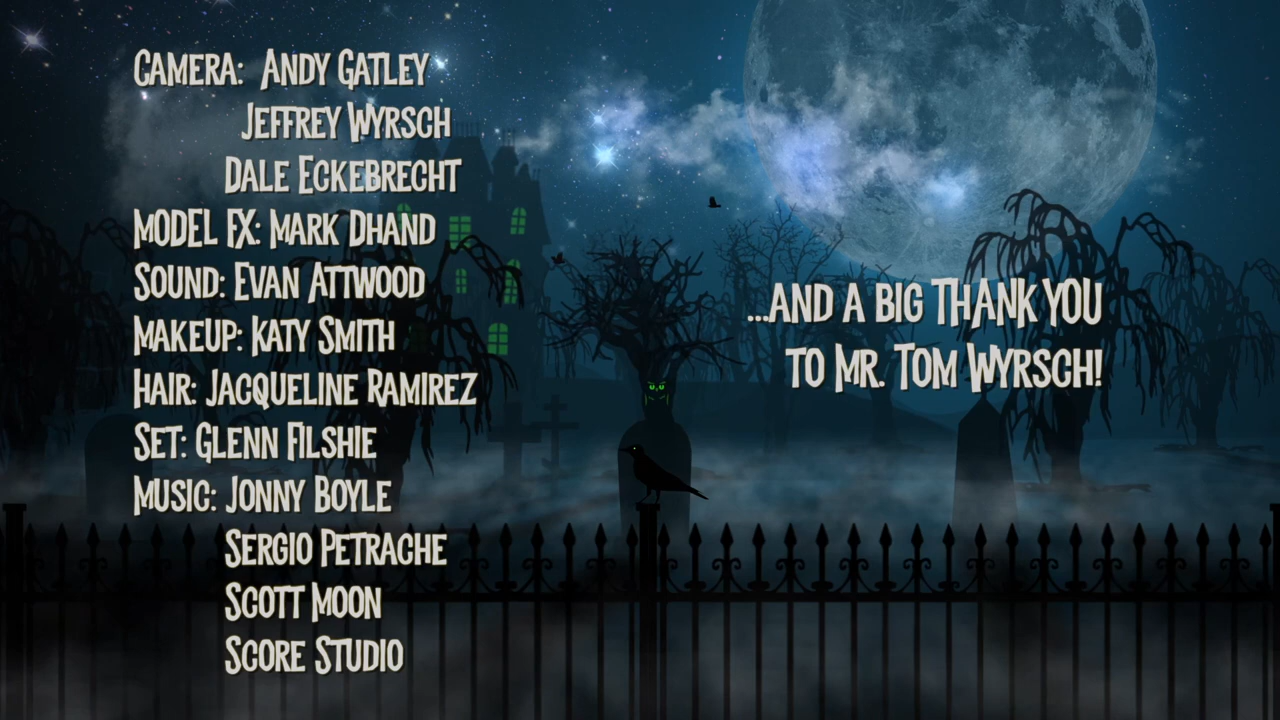 Camera: Andy Gatley
Jeffrey Wyrsch
Dale Eckebrecht
Model FX: Mark Dhand
Sound: Evan Attwood
Makeup: Katy Smith
Hair: Jacqueline Ramirez
Set: Glenn Filshie
Music: Jonny Boyle
Sergio Petrache
Scott Moon
Score Studio
...and a big thank you
to Mr. Tom Wyrsch!